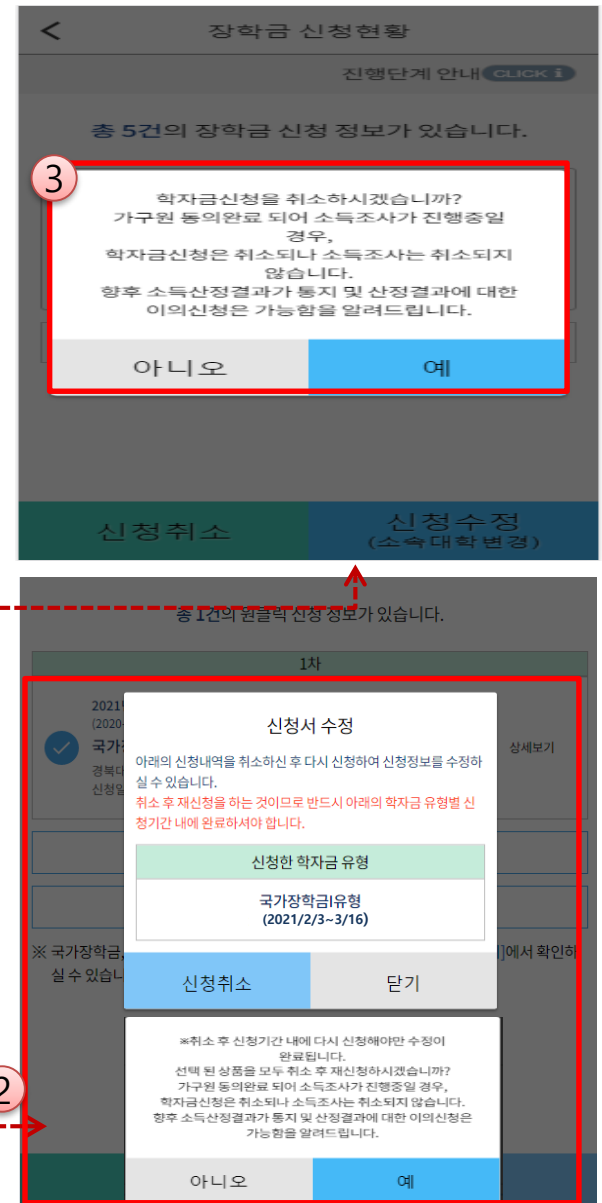 장학금 신청현황
진행단계 안내 CLICK i
총 5건의 장학금 신청 정보가 있습니다.
3
학자금신청을 취소하시겠습니까?
가구원 동의완료 되어 소득조사가 진행중일
경우,
학자금신청은 취소되나 소득조사는 취소되지
않습니다.
향후 소득산정결과가 통지 및 산정결과에 대한
이의신청은 가능함을 알려드립니다.
아니오 예
신청취소 신청수정
(소속대학변경)
총 1건의 원클릭 신청 정보가 있습니다.
1차
2021
(2020
국가
경북대
신청일
상세보기
신청서 수정
아래의 신청내역을 취소하신 후 다시 신청하여 신청정보를 수정하
실 수 있습니다.
취소 후 재신청을 하는 것이므로 반드시 아래의 학자금 유형별 신
청기간 내에 완료하셔야 합니다.
신청한 학자금 유형
국가장학금I유형
(2021/2/3~3/16)
신청취소 닫기
※ 국가장학금, ]에서 확인하
실 수 있습니
2
※취소 후 신청기간 내에 다시 신청해야만 수정이
완료됩니다.
선택 된 상품을 모두 취소 후 재신청하시겠습니까?
가구원 동의완료 되어 소득조사가 진행중일 경우,
학자금신청은 취소되나 소득조사는 취소되지 않습니다.
향후 소득산정결과가 통지 및 산정결과에 대한 이의신청은
가능함을 알려드립니다.
아니오 예